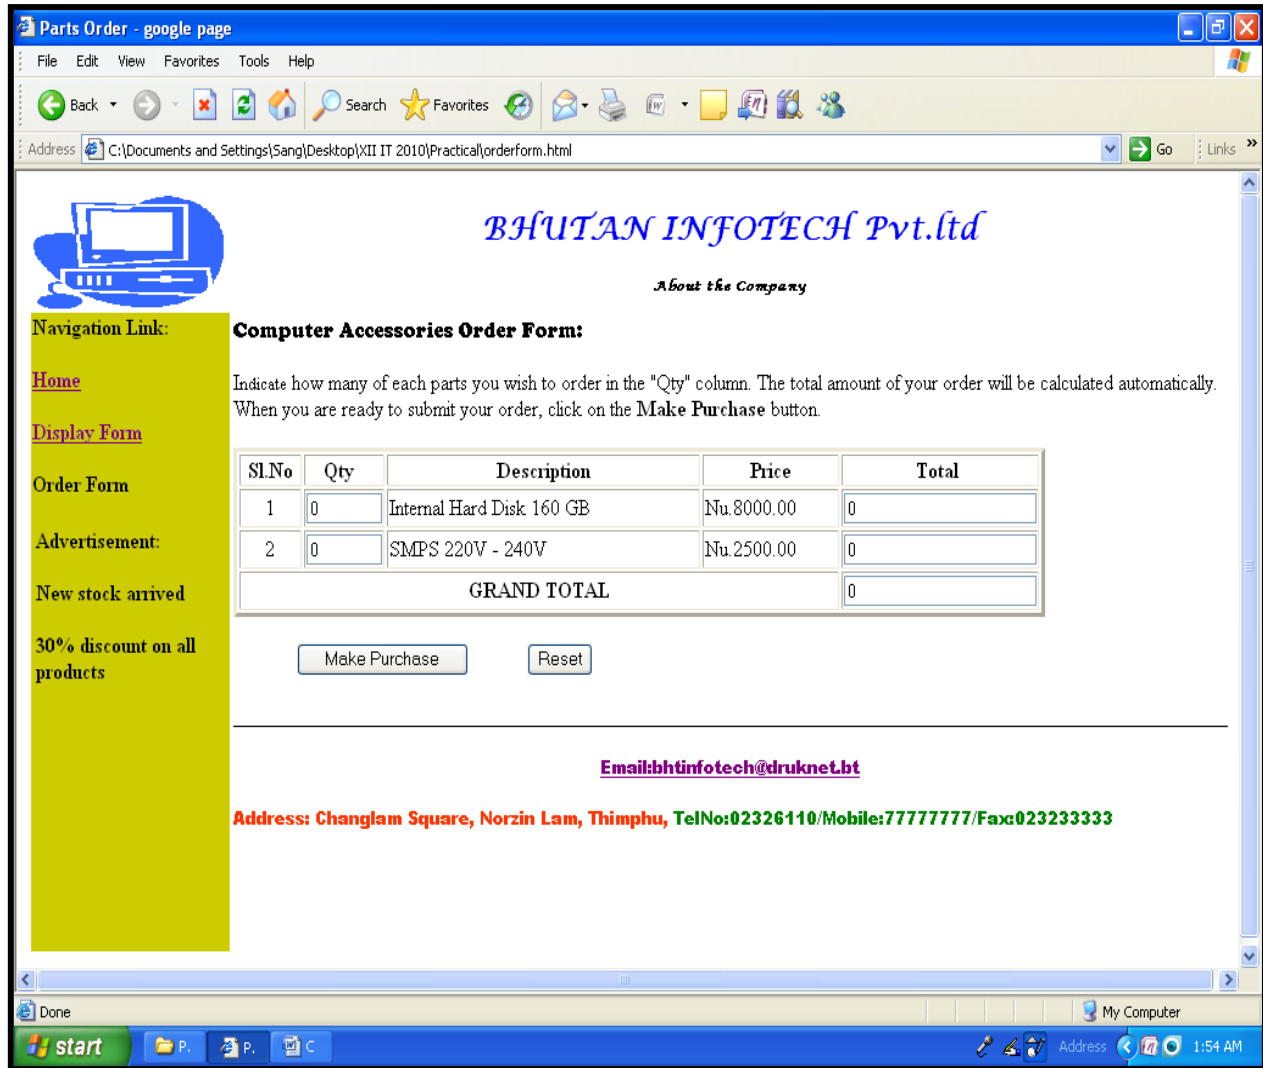 Parts Order - google page
File Edit View Favorites Tools Help
Back Search Favorites
Address C:\Documents and Settings\Sang\Desktop\XII IT 2010\Practical\orderform.html Go Links »
BHUTAN INFOTECH Pvt.ltd
About the Company
Navigation Link:
Home
Display Form
Order Form
Advertisement:
New stock arrived
30% discount on all
products
Computer Accessories Order Form:
Indicate how many of each parts you wish to order in the "Qty" column. The total amount of your order will be calculated automatically.
When you are ready to submit your order, click on the Make Purchase button.
Sl.No Qty Description Price Total
1 0 Internal Hard Disk 160 GB Nu.8000.00 0
2 0 SMPS 220V - 240V Nu.2500.00 0
GRAND TOTAL 0
Make Purchase Reset
Email:bhtinfotech@druknet.bt
Address: Changlam Square, Norzin Lam, Thimphu, TelNo:02326110/Mobile:77777777/Fax:023233333
Done My Computer
start P. P. C Address 1:54 AM